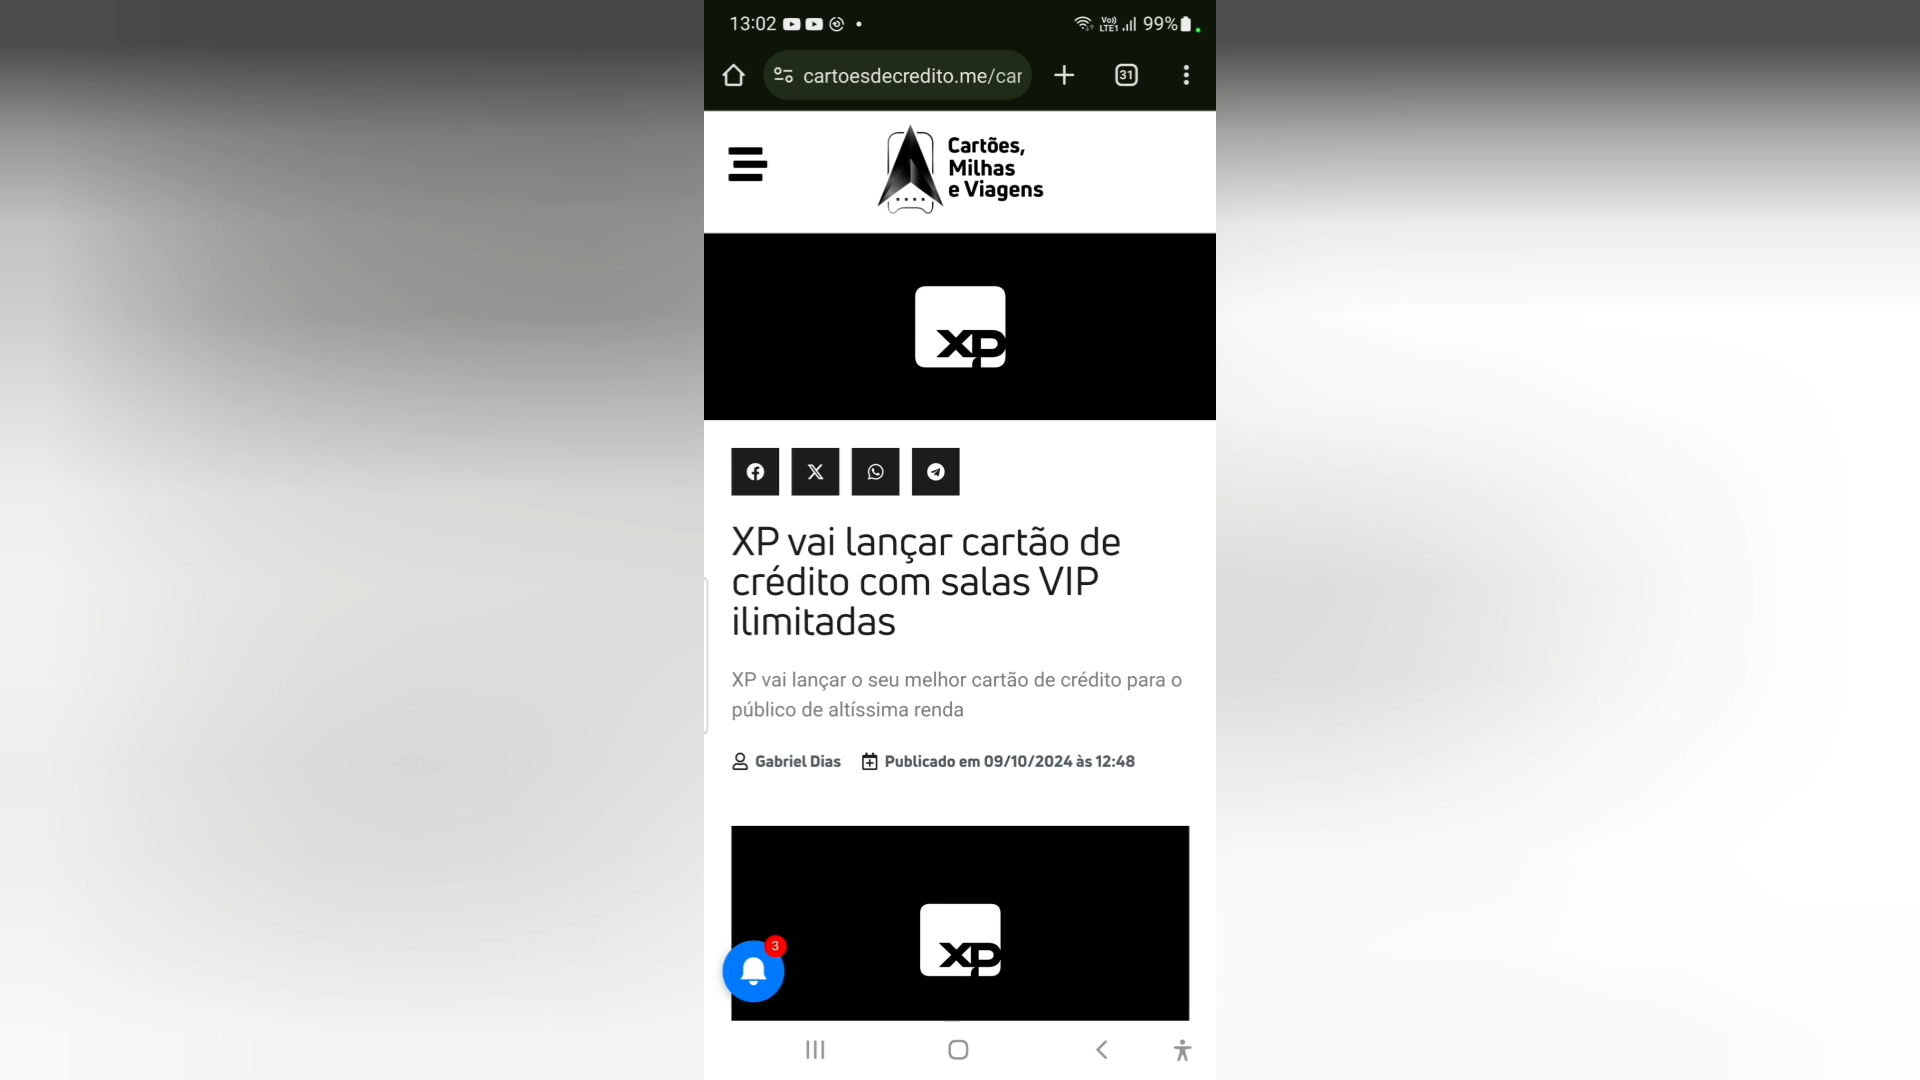 13:02
Vo))
LTE1
99%
cartoesdecredito.me/car
31
Cartões,
Milhas
e Viagens
XP
XP vai lançar cartão de
crédito com salas VIP
ilimitadas
XP vai lançar o seu melhor cartão de crédito para o
público de altíssima renda
Gabriel Dias
Publicado em 09/10/2024 às 12:48
XP
3